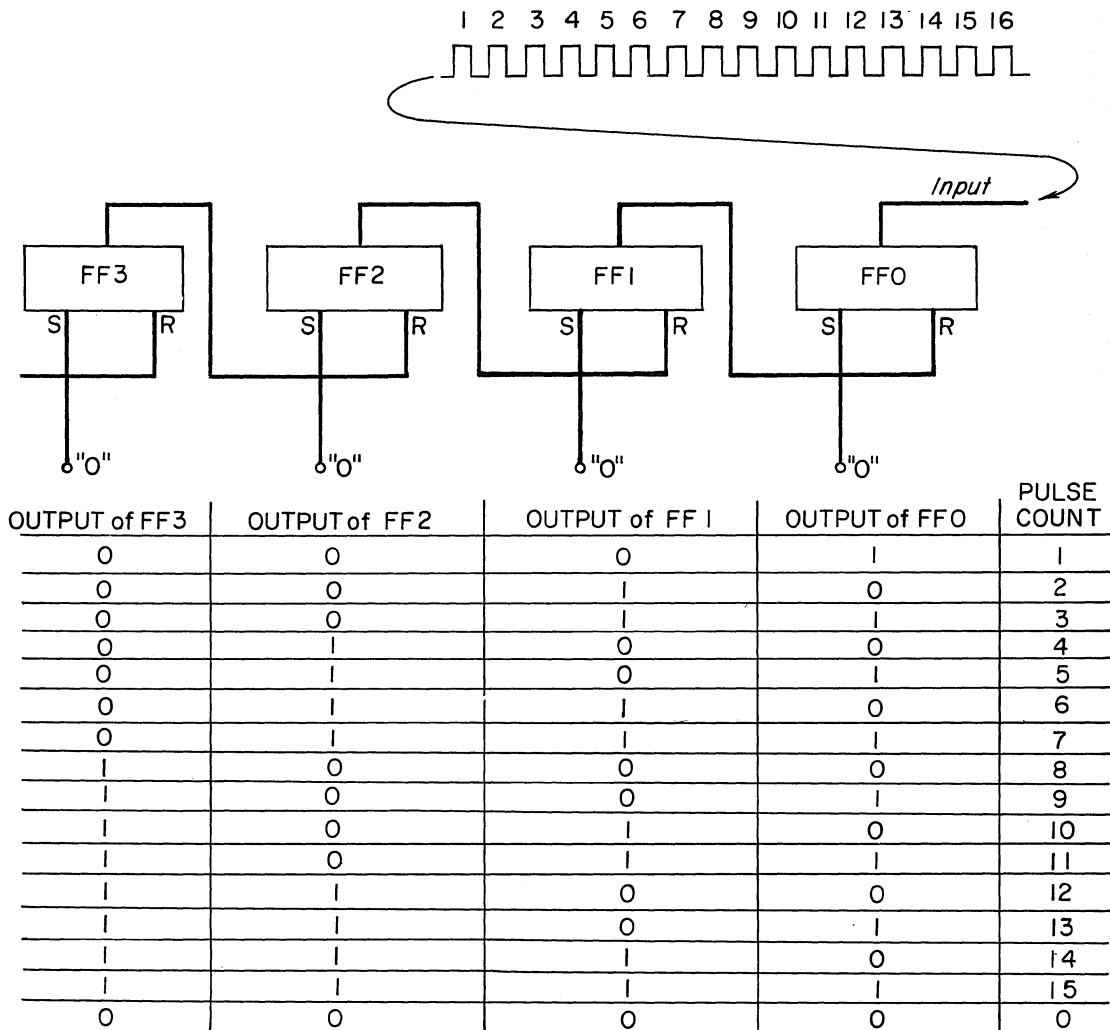 1 2 3 4 5 6 7 8 9 10 11 12 13 14 15 16
Input
FF3 FF2 FF1 FF0
S R S R S R S R
"0" "0" "0" "0"
OUTPUT of FF3 OUTPUT of FF2 OUTPUT of FF1 OUTPUT of FF0 PULSE COUNT
0 0 0 1 1
0 0 1 0 2
0 0 1 1 3
0 1 0 0 4
0 1 0 1 5
0 1 1 0 6
0 1 1 1 7
1 0 0 0 8
1 0 0 1 9
1 0 1 0 10
1 0 1 1 11
1 1 0 0 12
1 1 0 1 13
1 1 1 0 14
1 1 1 1 15
0 0 0 0 0